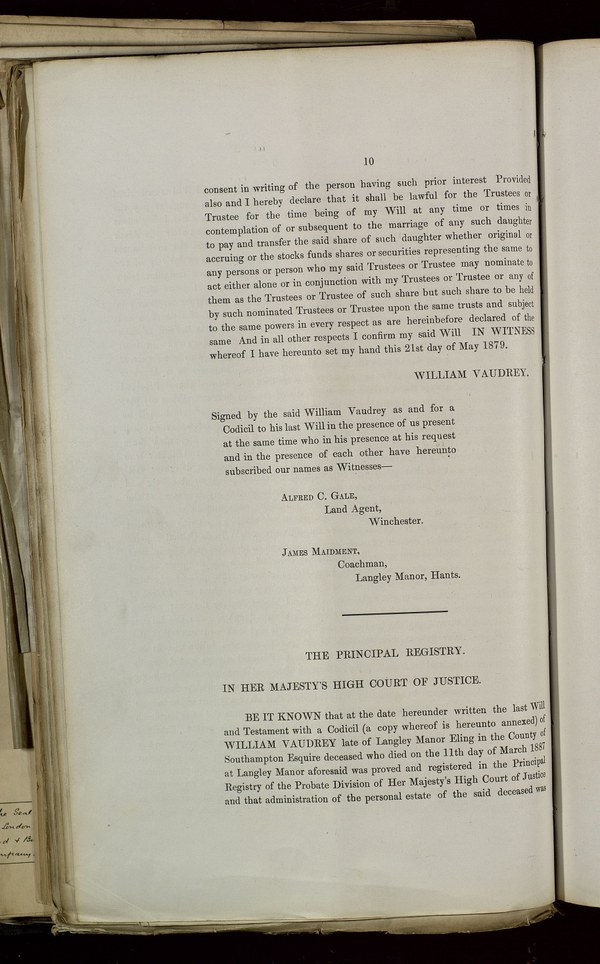 10
consent in writing of the person having such prior interest Provided
also and I hereby declare that it shall be lawful for the Trustees or
Trustee for the time being of my Will at any time or times in
contemplation of or subsequent to the marriage of any such daughter
to pay and transfer the said share of such daughter whether original or
accruing or the stocks funds shares or securities representing the same to
any persons or person who my said Trustees or Trustee may nominate to
act either alone or in conjunction with my Trustees or Trustee or any of
them as the Trustees or Trustee of such share but such share to be held
by such nominated Trustees or Trustee upon the same trusts and subject
to the same powers in every respect as are hereinbefore declared of the
same And in all other respects I confirm my said Will IN WITNESS
whereof I have hereunto set my hand this 21st day of May 1879.
WILLIAM VAUDREY.
Signed by the said William Vaudrey as and for a
Codicil to his last Will in the presence of us present
at the same time who in his presence at his request
and in the presence of each other have hereunto
subscribed our names as Witnesses—
ALFRED C. GALE,
Land Agent,
Winchester.
JAMES MAIDMENT,
Coachman,
Langley Manor, Hants.
THE PRINCIPAL REGISTRY.
IN HER MAJESTY'S HIGH COURT OF JUSTICE.
BE IT KNOWN that at the date hereunder written the last Will
and Testament with a Codicil (a copy whereof is hereunto annexed) of
WILLIAM VAUDREY late of Langley Manor Eling in the County of
Southampton Esquire deceased who died on the 11th day of March 1887
at Langley Manor aforesaid was proved and registered in the Principal
Registry of the Probate Division of Her Majesty's High Court of Justice
and that administration of the personal estate of the said deceased was
Seal
London